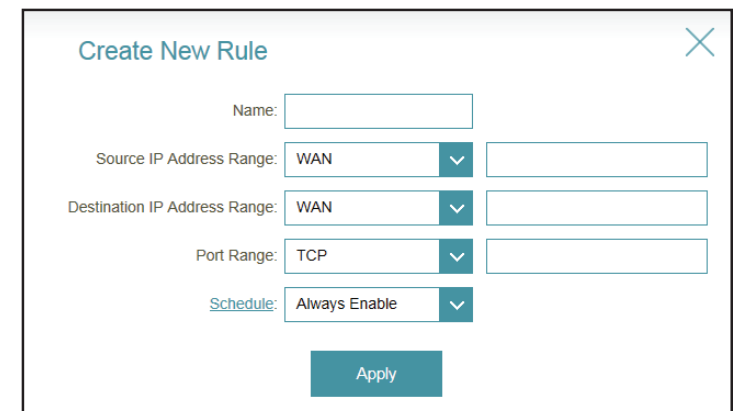 Create New Rule
Name:
Source IP Address Range: WAN
Destination IP Address Range: WAN
Port Range: TCP
Schedule: Always Enable
Apply